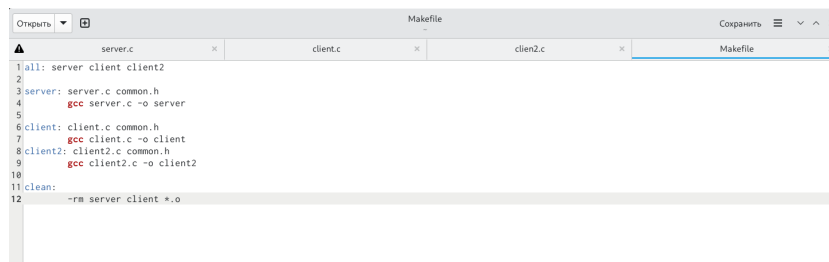 Открыть Makefile Сохранить
~
server.c × client.c × clien2.c × Makefile
1 all: server client client2
2
3 server: server.c common.h
4 gcc server.c -o server
5
6 client: client.c common.h
7 gcc client.c -o client
8 client2: client2.c common.h
9 gcc client2.c -o client2
10
11 clean:
12 -rm server client *.o